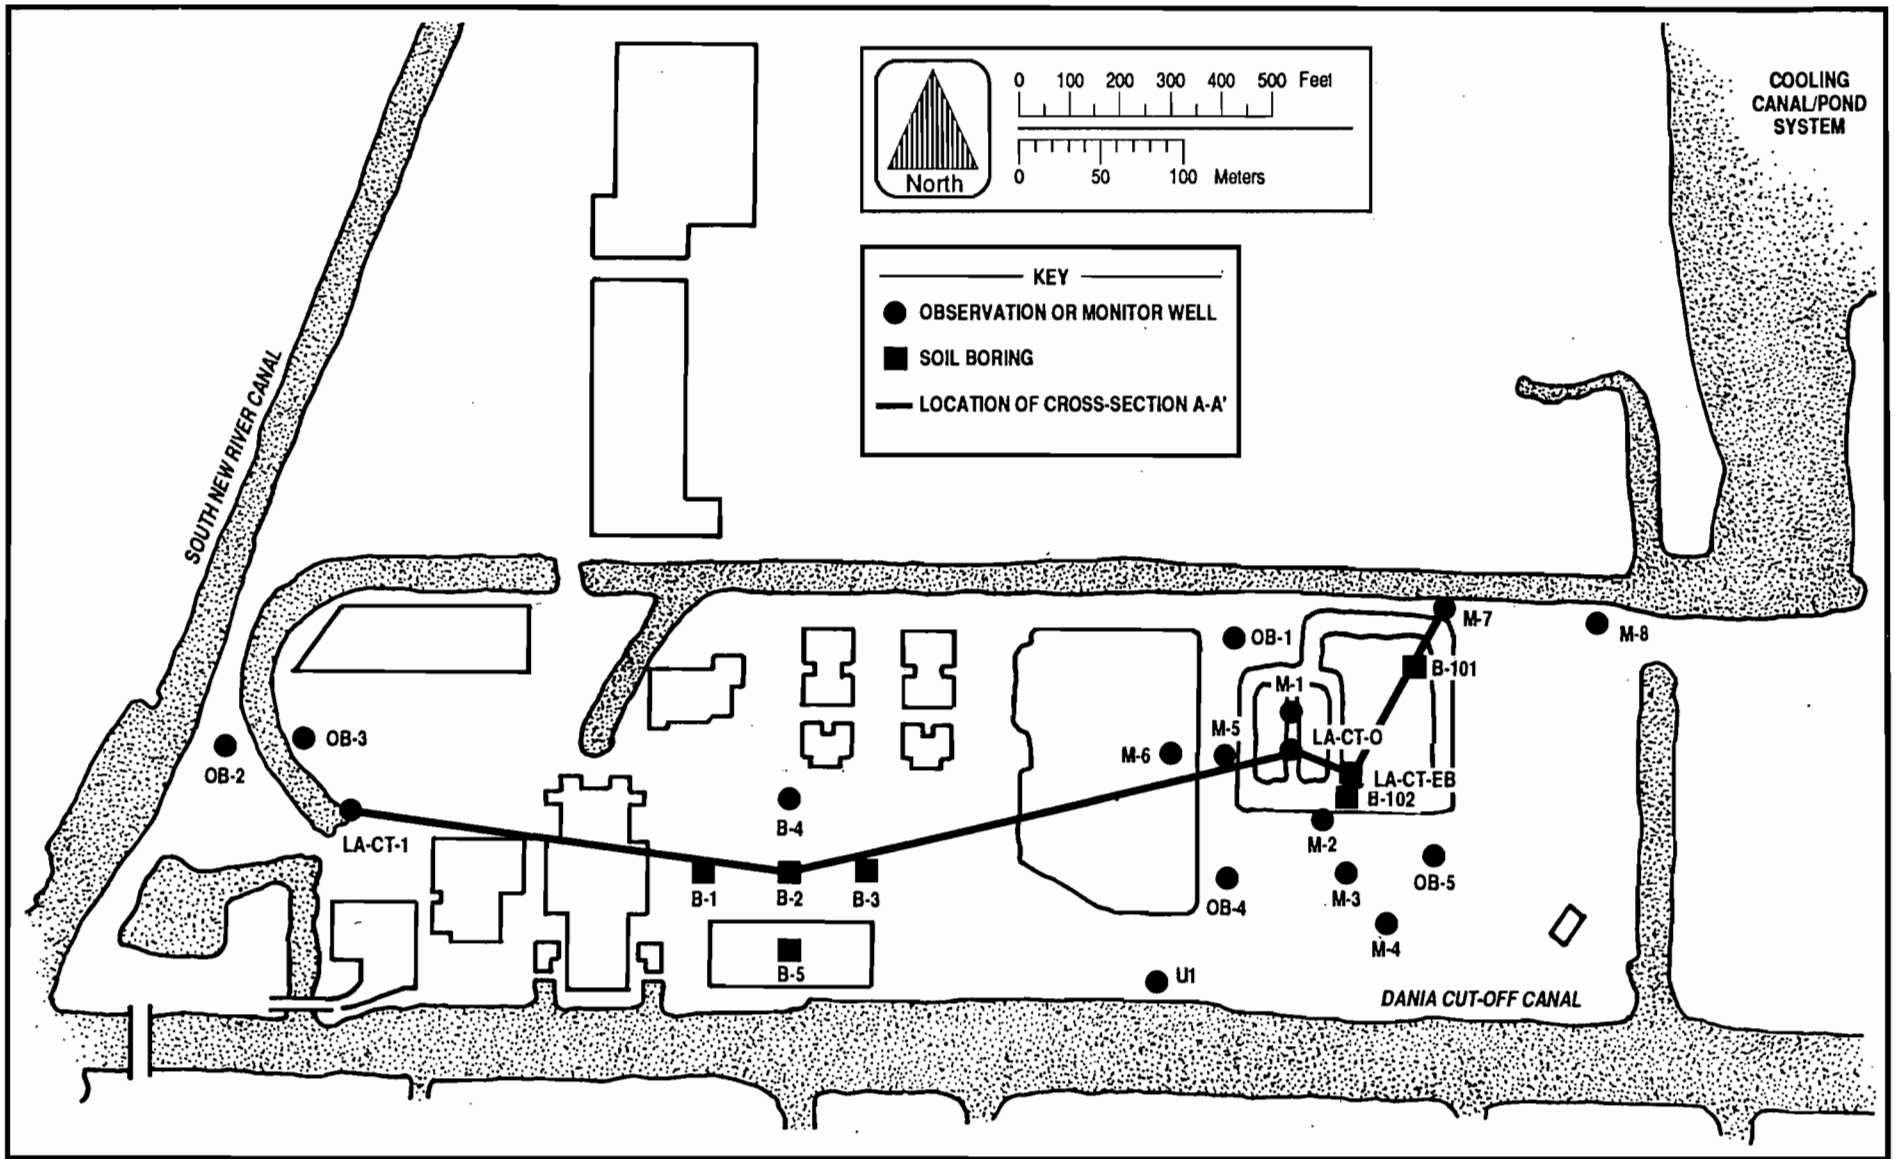 0 100 200 300 400 500 Feet
North
0 50 100 Meters
COOLING
CANAL/POND
SYSTEM
KEY
OBSERVATION OR MONITOR WELL
SOIL BORING
LOCATION OF CROSS-SECTION A-A'
SOUTH NEW RIVER CANAL
OB-1
M-7
M-8
B-101
M-1
OB-3
OB-2
M-6
M-5
LA-CT-O
LA-CT-EB
B-102
B-4
LA-CT-1
M-2
B-1
B-2
B-3
OB-4
M-3
OB-5
M-4
B-5
U1
DANIA CUT-OFF CANAL